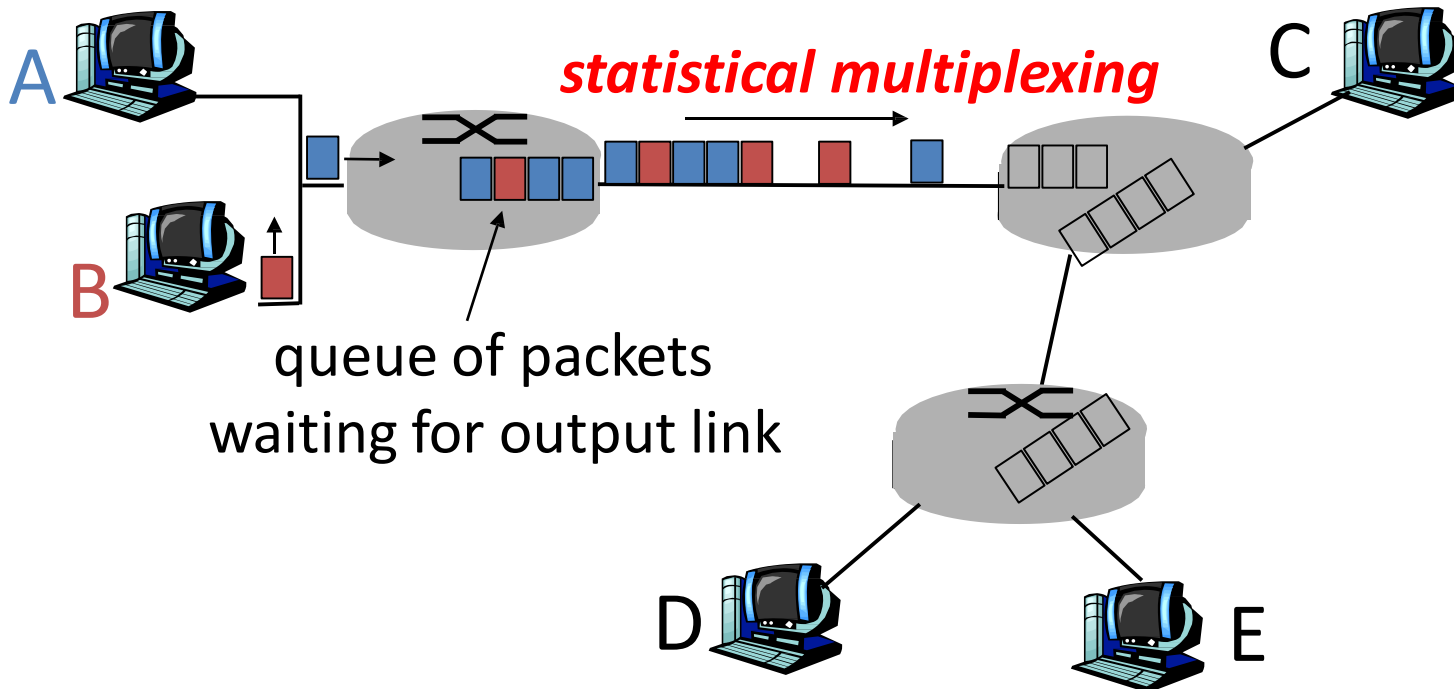 A
statistical multiplexing
C
B
queue of packets
waiting for output link
D
E